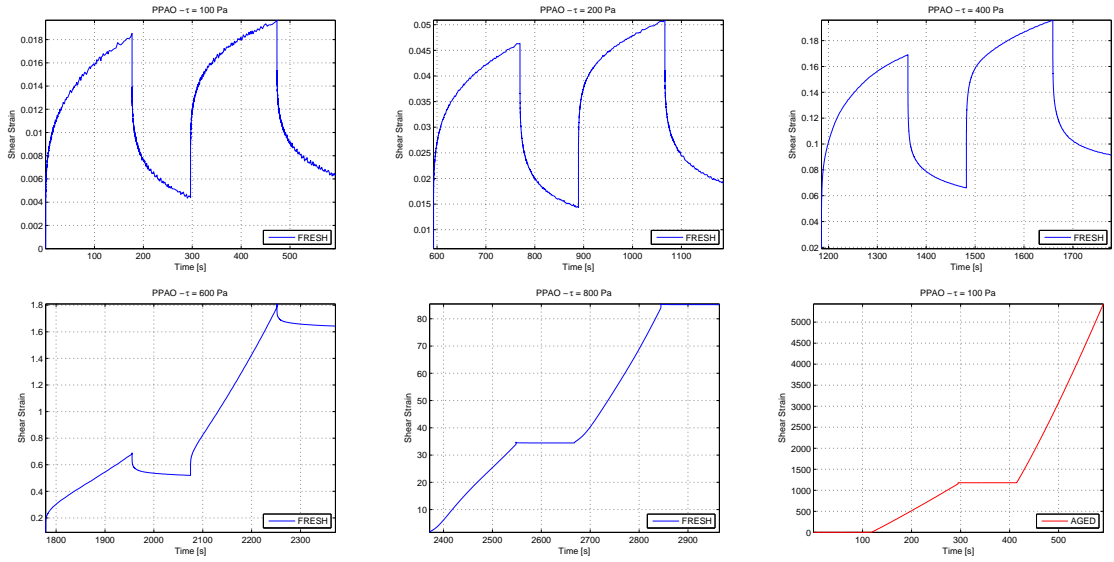 PPAO −τ = 100 Pa
0.018
0.016
0.014
0.012
0.01
0.008
0.006
0.004
0.002
0
Shear Strain
100 200 300 400 500
Time [s]
FRESH
PPAO −τ = 200 Pa
0.05
0.045
0.04
0.035
0.03
0.025
0.02
0.015
0.01
Shear Strain
600 700 800 900 1000 1100
Time [s]
FRESH
PPAO −τ = 400 Pa
0.18
0.16
0.14
0.12
0.1
0.08
0.06
0.04
0.02
Shear Strain
1200 1300 1400 1500 1600 1700
Time [s]
FRESH
PPAO −τ = 600 Pa
1.8
1.6
1.4
1.2
1
0.8
0.6
0.4
0.2
Shear Strain
1800 1900 2000 2100 2200 2300
Time [s]
FRESH
PPAO −τ = 800 Pa
80
70
60
50
40
30
20
10
Shear Strain
2400 2500 2600 2700 2800 2900
Time [s]
FRESH
PPAO −τ = 100 Pa
5000
4500
4000
3500
3000
2500
2000
1500
1000
500
0
Shear Strain
100 200 300 400 500
Time [s]
AGED